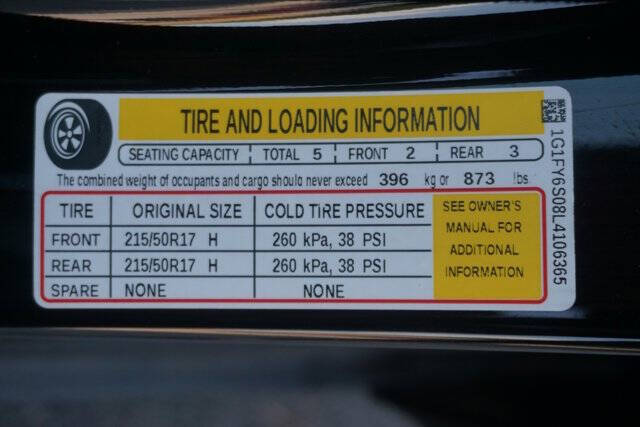 TIRE AND LOADING INFORMATION
SEATING CAPACITY TOTAL 5 FRONT 2 REAR 3
The combined weight of occupants and cargo should never exceed 396 kg or 873 lbs
TIRE ORIGINAL SIZE COLD TIRE PRESSURE
FRONT 215/50R17 H 260 kPa, 38 PSI
REAR 215/50R17 H 260 kPa, 38 PSI
SPARE NONE NONE
SEE OWNER'S
MANUAL FOR
ADDITIONAL
INFORMATION
1G1FY6S08L4106365